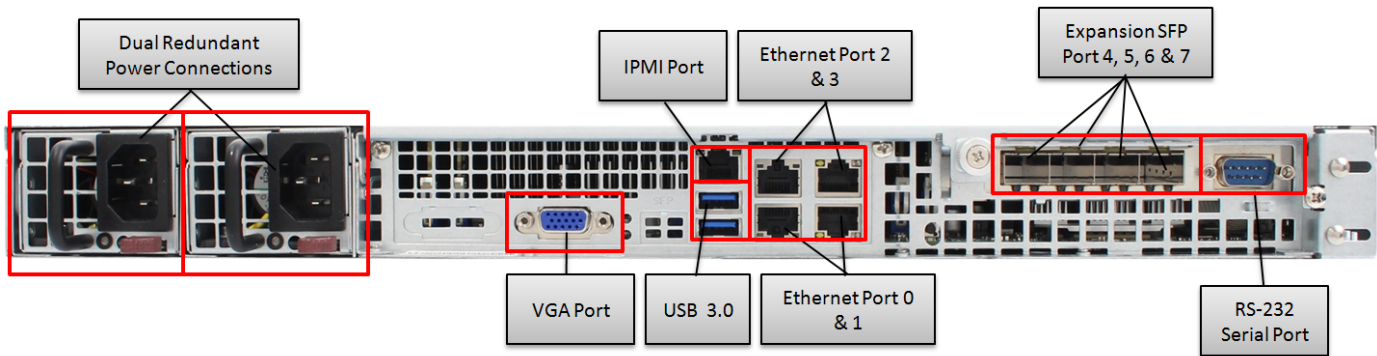 Dual Redundant
Power Connections
IPMI Port
Ethernet Port 2
& 3
Expansion SFP
Port 4, 5, 6 & 7
SFP
VGA Port
USB 3.0
Ethernet Port 0
& 1
RS-232
Serial Port